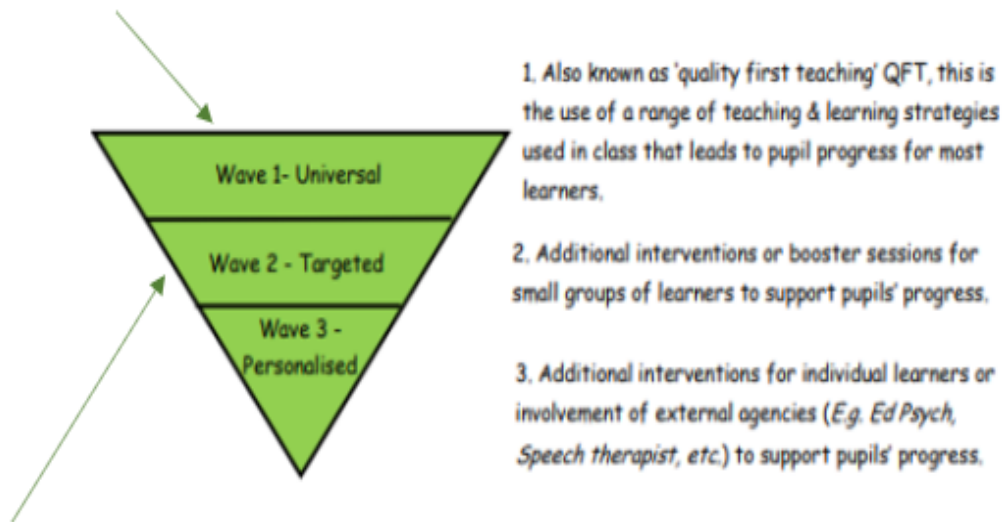 Wave 1- Universal
Wave 2 - Targeted
Wave 3 -
Personalised
1. Also known as 'quality first teaching' QFT, this is
the use of a range of teaching & learning strategies
used in class that leads to pupil progress for most
learners.
2. Additional interventions or booster sessions for
small groups of learners to support pupils' progress.
3. Additional interventions for individual learners or
involvement of external agencies (E.g. Ed Psych,
Speech therapist, etc.) to support pupils' progress.